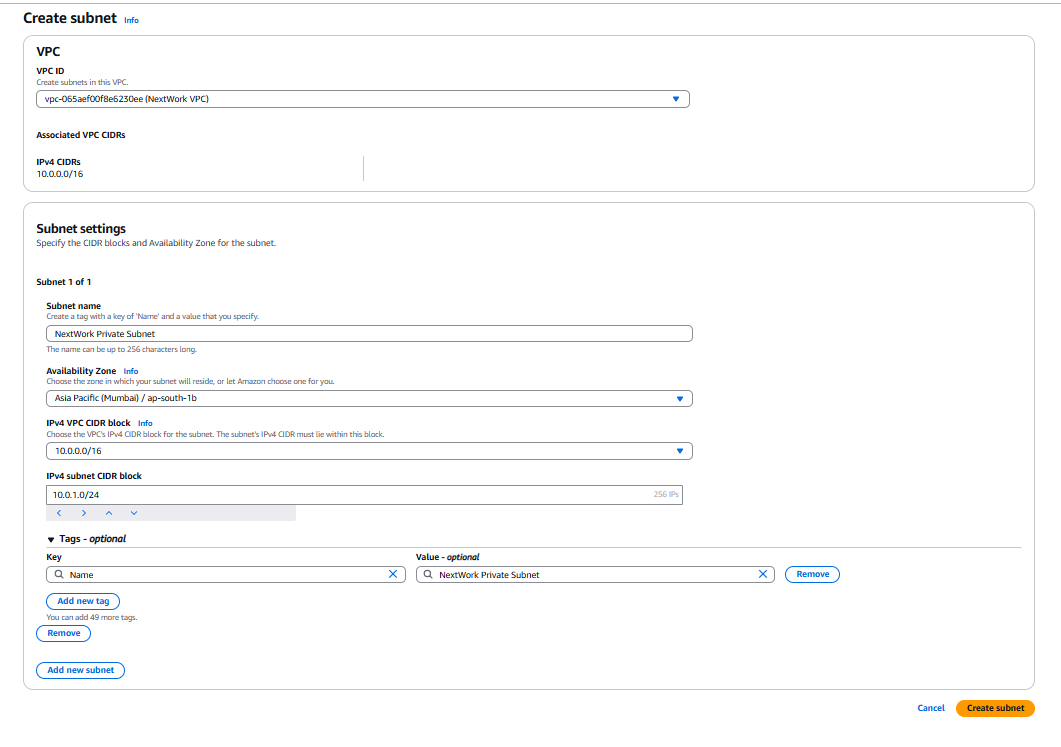 Create subnet Info
VPC
VPC ID
Create subnets in this VPC.
vpc-065aef00f8e6230ee (NextWork VPC)
Associated VPC CIDRs
IPv4 CIDRs
10.0.0.0/16
Subnet settings
Specify the CIDR blocks and Availability Zone for the subnet.
Subnet 1 of 1
Subnet name
Create a tag with a key of 'Name' and a value that you specify.
NextWork Private Subnet
The name can be up to 256 characters long.
Availability Zone Info
Choose the zone in which your subnet will reside, or let Amazon choose one for you.
Asia Pacific (Mumbai) / ap-south-1b
IPv4 VPC CIDR block Info
Choose the VPC's IPv4 CIDR block for the subnet. The subnet's IPv4 CIDR must lie within this block.
10.0.0.0/16
IPv4 subnet CIDR block
10.0.1.0/24 256 IPs
Tags - optional
Key Value - optional
Name NextWork Private Subnet Remove
Add new tag
You can add 49 more tags.
Remove
Add new subnet
Cancel Create subnet